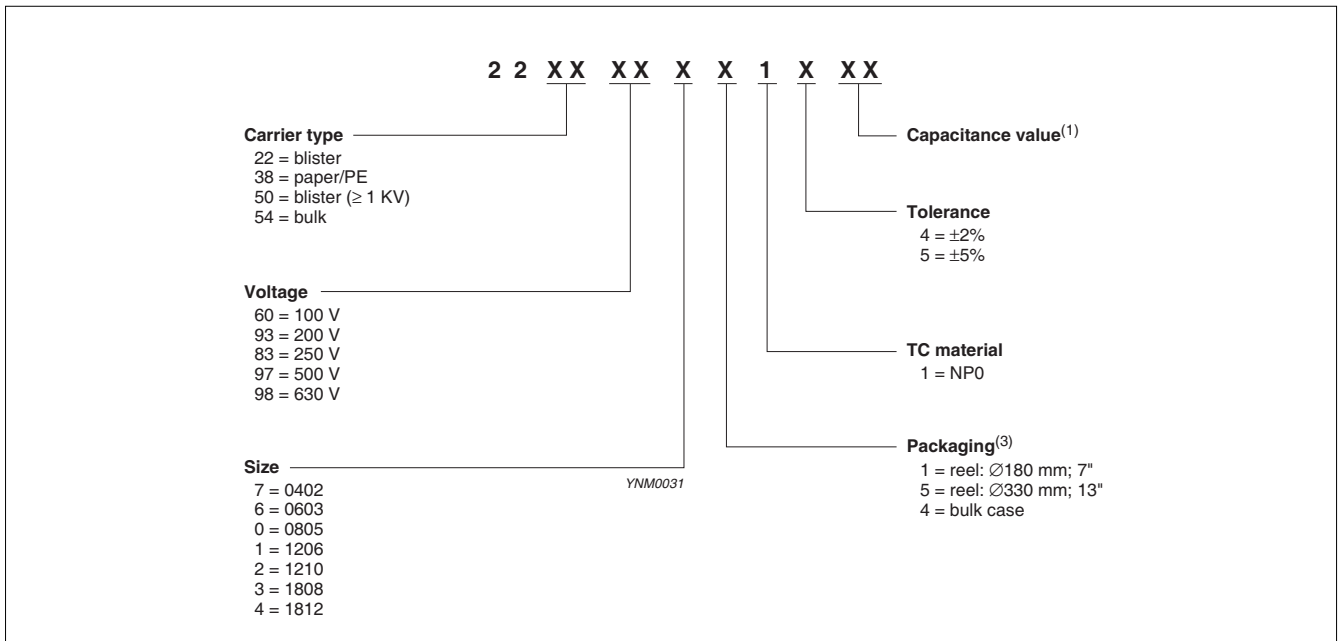 2 2 X X X X X X 1 X X X
Carrier type
22 = blister
38 = paper/PE
50 = blister (≥ 1 KV)
54 = bulk
Voltage
60 = 100 V
93 = 200 V
83 = 250 V
97 = 500 V
98 = 630 V
Size
7 = 0402
6 = 0603
0 = 0805
1 = 1206
2 = 1210
3 = 1808
4 = 1812
YNM0031
Capacitance value(1)
Tolerance
4 = ±2%
5 = ±5%
TC material
1 = NP0
Packaging(3)
1 = reel: ∅180 mm; 7"
5 = reel: ∅330 mm; 13"
4 = bulk case